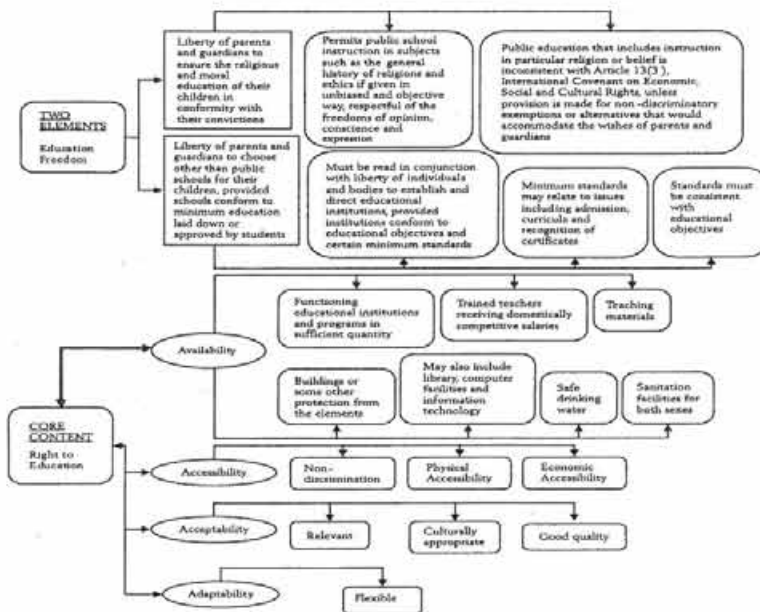 Liberty of parents
and guardians to
ensure the religious
and moral
education of their
children in
conformity with
their convictions
Permits public school
instruction in subjects
such as the general
history of religions and
ethics if given in
unbiased and objective
way, respectful of the
freedoms of opinion,
conscience and
expression
Public education that includes instruction
in particular religion or belief is
inconsistent with Article 13(3),
International Covenant on Economic,
Social and Cultural Rights, unless
provision is made for non-discriminatory
exemptions or alternatives that would
accommodate the wishes of parents and
guardians
TWO
ELEMENTS
Education
Freedom
Liberty of parents and
guardians to choose
other than public
schools for their
children, provided
schools conform to
minimum education
laid down or
approved by students
Must be read in conjunction
with liberty of individuals
and bodies to establish and
direct educational
institutions, provided
institutions conform to
educational objectives and
certain minimum standards
Minimum standards
may relate to issues
including admission,
curricula and
recognition of
certificates
Standards must
be consistent
with
educational
objectives
Availability
Functioning
educational institutions
and programs in
sufficient quantity
Trained teachers
receiving domestically
competitive salaries
Teaching
materials
Buildings or
some other
protection from
the elements
May also include
library, computer
facilities and
information
technology
Safe
drinking
water
Sanitation
facilities for
both sexes
CORE
CONTENT
Right to
Education
Accessibility
Non-
discrimination
Physical
Accessibility
Economic
Accessibility
Acceptability
Relevant
Culturally
appropriate
Good quality
Adaptability
Flexible